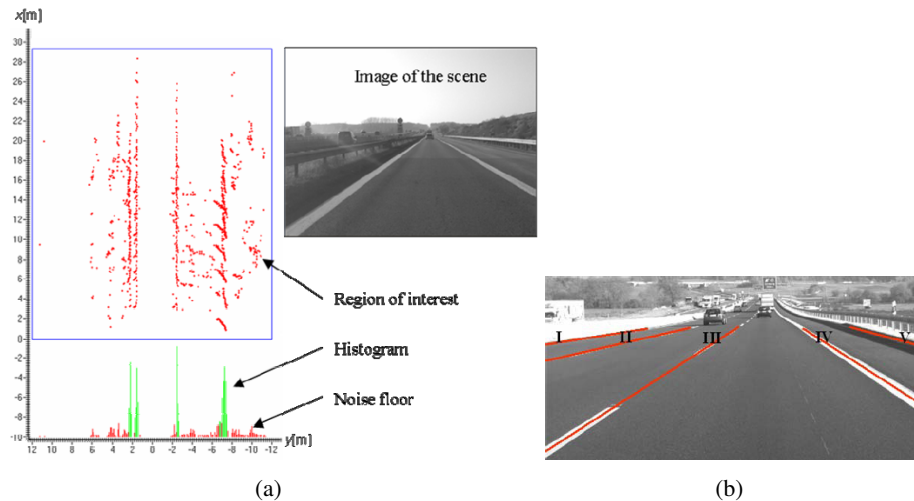 x[m]
30
28
26
24
22
20
18
16
14
12
10
8
6
4
2
0
-2
-4
-6
-8
-10
12 10 8 6 4 2 0 -2 -4 -6 -8 -10 -12
y[m]
Image of the scene
Region of interest
Histogram
Noise floor
(a)
I II III IV V
(b)